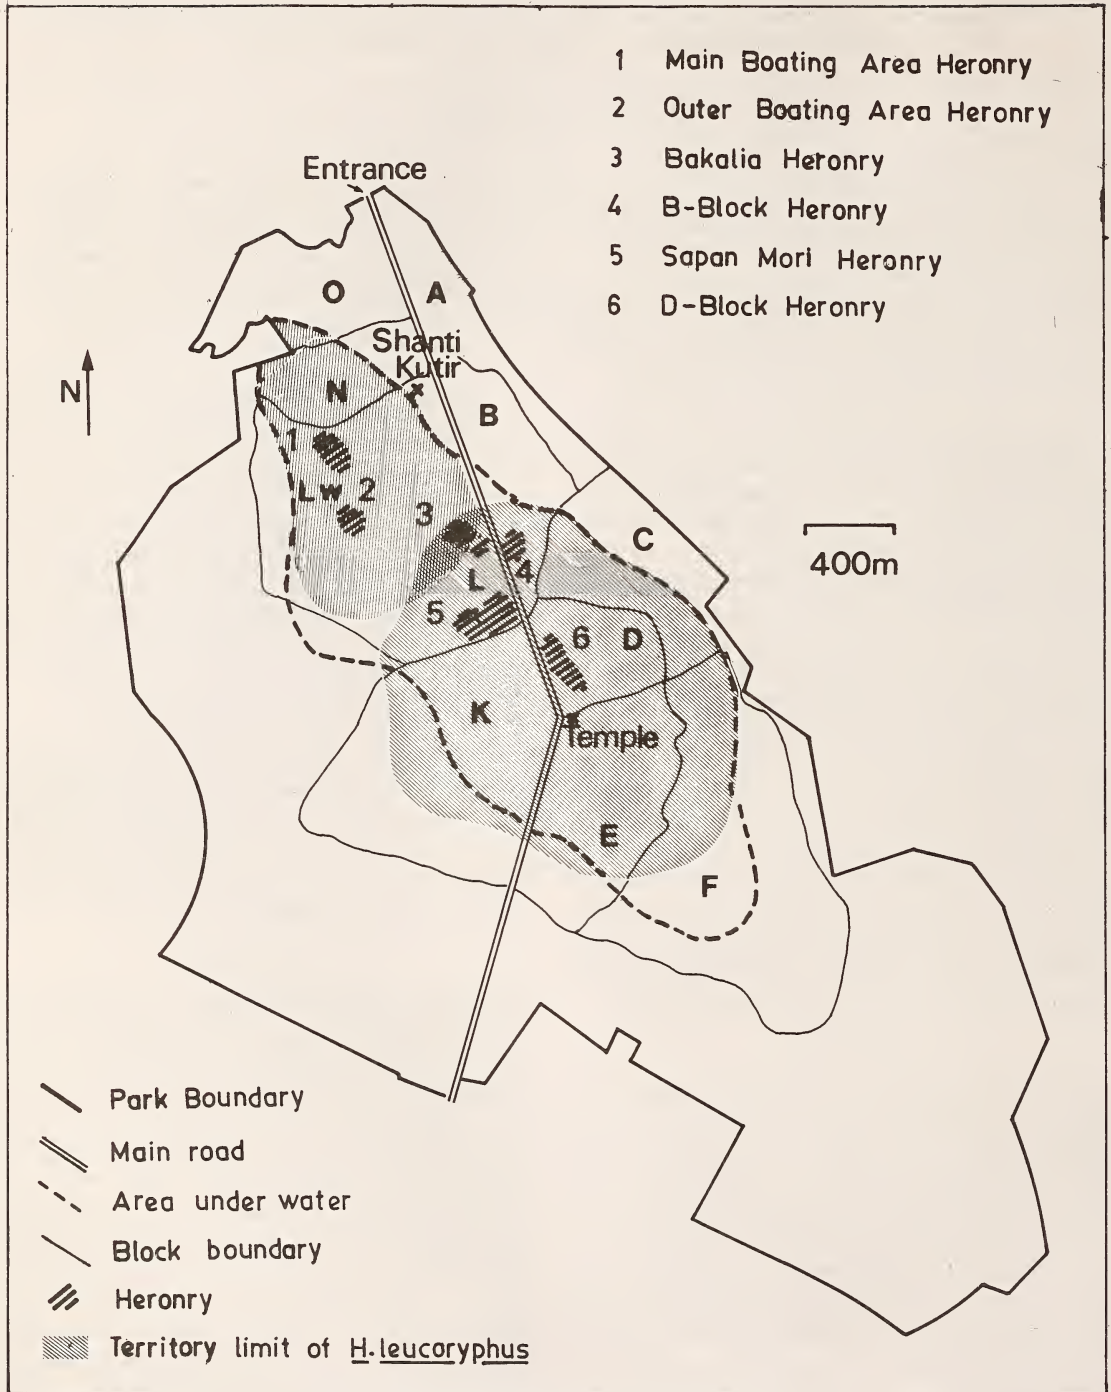 1 Main Boating Area Heronry
2 Outer Boating Area Heronry
3 Bakalia Heronry
4 B-Block Heronry
5 Sapan Mori Heronry
6 D-Block Heronry
Entrance
O
A
Shanti
Kutir
N
N
B
1
Lw 2
3
C
400m
4
L
5
6 D
K
Temple
E
F
Park Boundary
Main road
Area under water
Block boundary
Heronry
Territory limit of H.leucoryphus